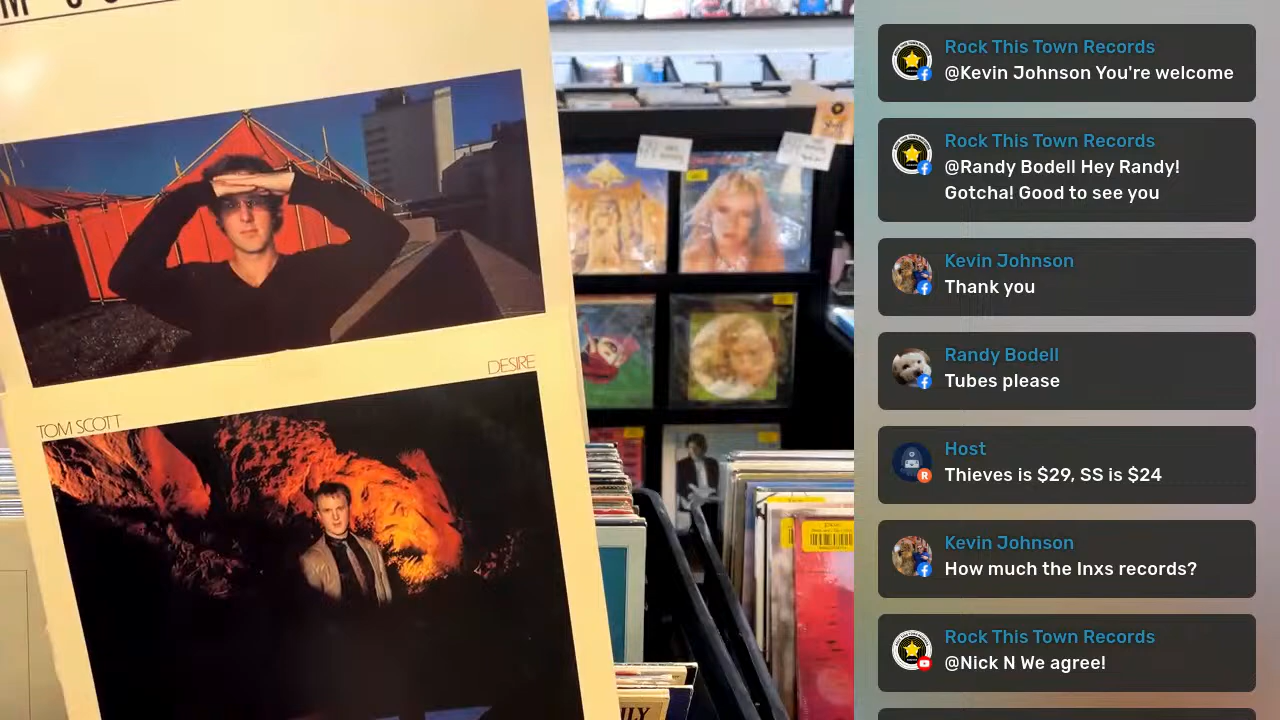 DESIRE
TOM SCOTT
Rock This Town Records
@Kevin Johnson You're welcome
Rock This Town Records
@Randy Bodell Hey Randy!
Gotcha! Good to see you
Kevin Johnson
Thank you
Randy Bodell
Tubes please
Host
Thieves is $29, SS is $24
Kevin Johnson
How much the Inxs records?
Rock This Town Records
@Nick N We agree!